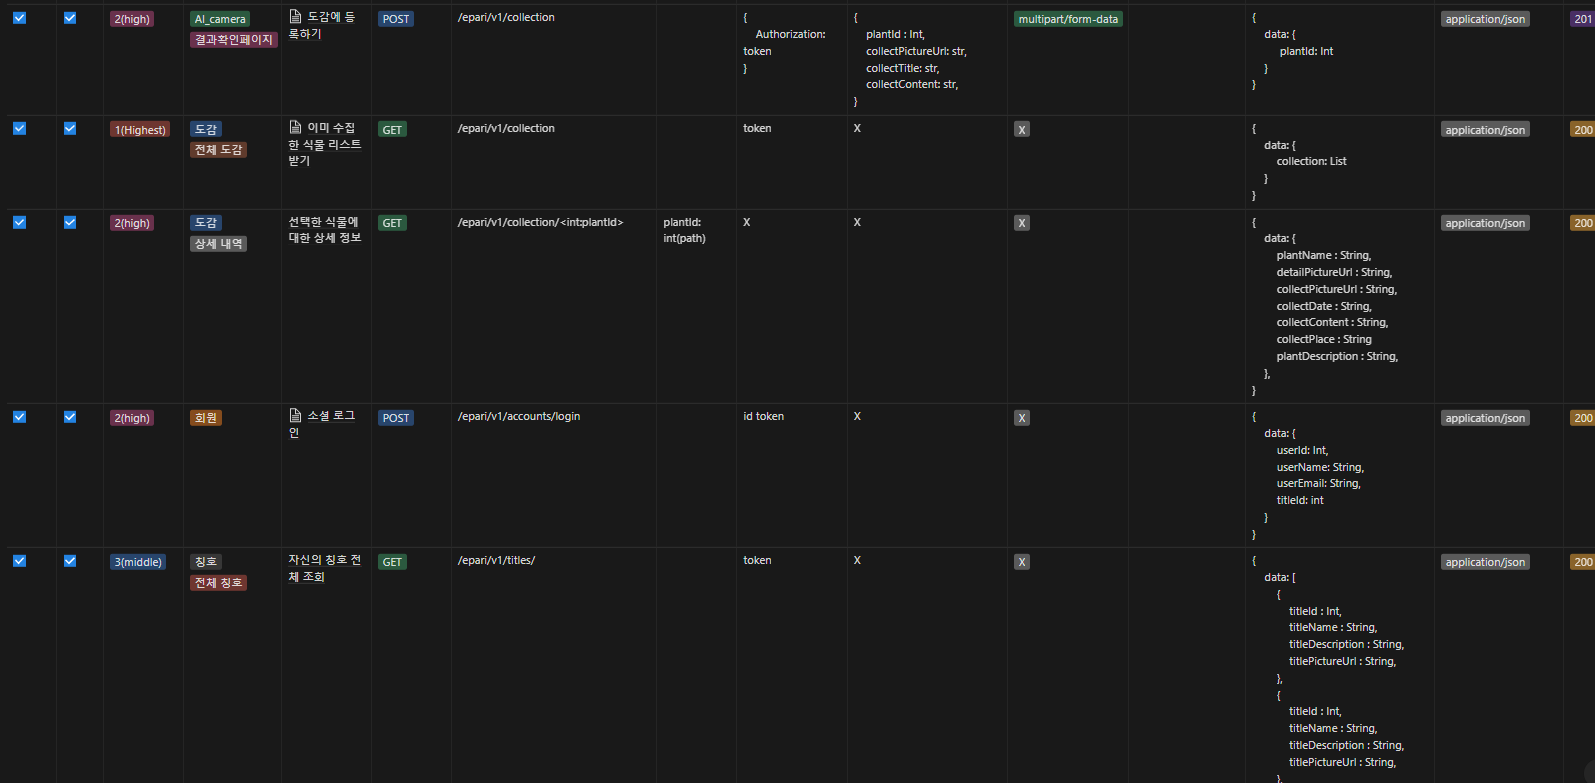 2(high)
AI_camera
결과확인페이지
도감에 등
록하기
POST
/epari/v1/collection
{
Authorization:
token
}
{
plantId : Int,
collectPictureUrl: str,
collectTitle: str,
collectContent: str,
}
multipart/form-data
{
data: {
plantId: Int
}
}
application/json
201
1(Highest)
도감
전체 도감
이미 수집
한 식물 리스트
받기
GET
/epari/v1/collection
token
X
X
{
data: {
collection: List
}
}
application/json
200
2(high)
도감
상세 내역
선택한 식물에
대한 상세 정보
GET
/epari/v1/collection/<int:plantId>
plantId:
int(path)
X
X
X
{
data: {
plantName : String,
detailPictureUrl : String,
collectPictureUrl : String,
collectDate : String,
collectContent : String,
collectPlace : String
plantDescription : String,
},
}
application/json
200
2(high)
회원
소셜 로그
인
POST
/epari/v1/accounts/login
id token
X
X
{
data: {
userId: Int,
userName: String,
userEmail: String,
titleId: int
}
}
application/json
200
3(middle)
칭호
전체 칭호
자신의 칭호 전
체 조회
GET
/epari/v1/titles/
token
X
X
{
data: [
{
titleId : Int,
titleName : String,
titleDescription : String,
titlePictureUrl : String,
},
{
titleId : Int,
titleName : String,
titleDescription : String,
titlePictureUrl : String,
},
application/json
200